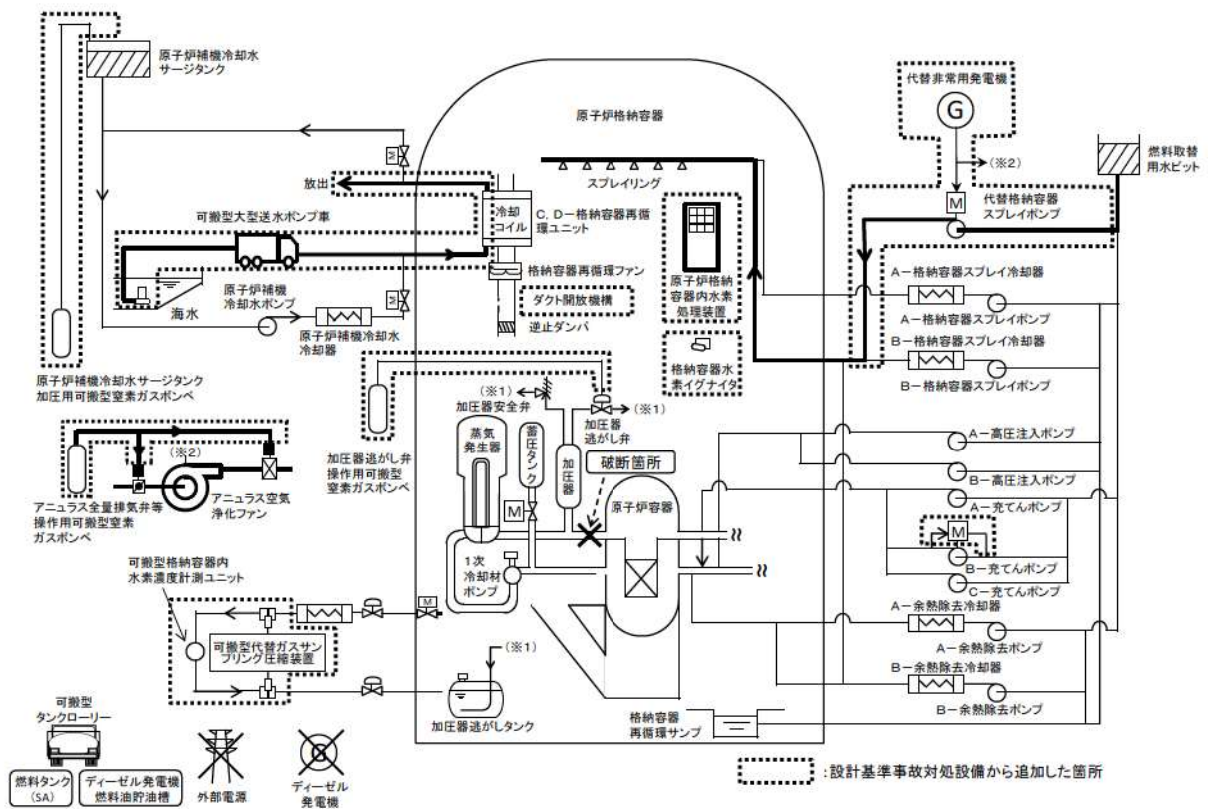 原子炉補機冷却水
サージタンク
原子炉格納容器
代替非常用発電機
G
(※2)
M
代替格納容器
スプレイポンプ
燃料取替
用水ピット
M
放出
スプレイリング
冷却
コイル
C, D-格納容器再循
環ユニット
可搬型大型送水ポンプ車
格納容器再循環ファン
ダクト開放機構
逆止ダンパ
原子炉格納
容器内水素
処理装置
格納容器水
素イグナイタ
A-格納容器スプレイ冷却器
A-格納容器スプレイポンプ
B-格納容器スプレイ冷却器
B-格納容器スプレイポンプ
海水
原子炉補機
冷却水ポンプ
M
原子炉補機冷却水
冷却器
原子炉補機冷却水サージタンク
加圧用可搬型窒素ガスボンベ
(※1)
加圧器安全弁
(※1)
加圧器
逃がし弁
加圧器逃がし弁
操作用可搬型
窒素ガスボンベ
蒸気
発生器
蓄圧タンク
加圧器
破断箇所
原子炉容器
M
1次
冷却材
ポンプ
(※2)
アニュラス空気
浄化ファン
アニュラス全量排気弁等
操作用可搬型窒素
ガスボンベ
A-高圧注入ポンプ
B-高圧注入ポンプ
A-充てんポンプ
M
B-充てんポンプ
C-充てんポンプ
A-余熱除去冷却器
A-余熱除去ポンプ
B-余熱除去冷却器
B-余熱除去ポンプ
可搬型格納容器内
水素濃度計測ユニット
M
可搬型代替ガスサン
プリング圧縮装置
(※1)
加圧器逃がしタンク
格納容器
再循環サンプ
可搬型
タンクローリー
燃料タンク
(SA)
ディーゼル発電機
燃料油貯油槽
外部電源
ディーゼル
発電機
:設計基準事故対処設備から追加した箇所